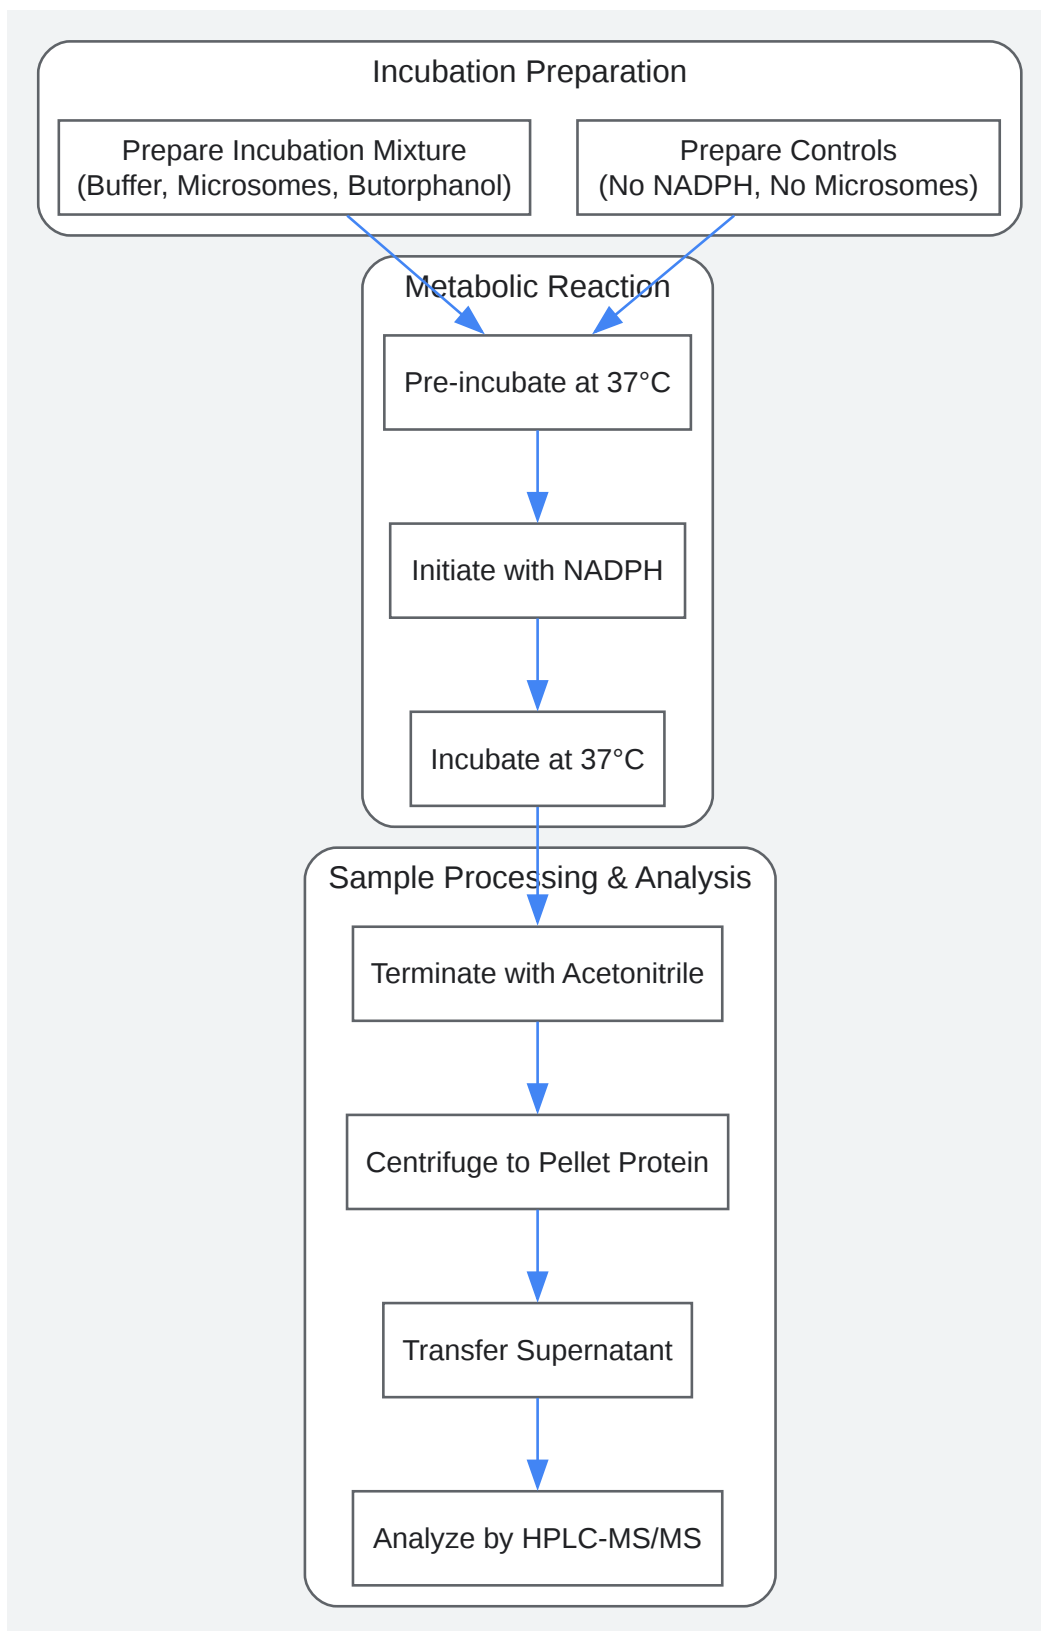 Incubation Preparation
Prepare Incubation Mixture
(Buffer, Microsomes, Butorphanol)
Prepare Controls
(No NADPH, No Microsomes)
Metabolic Reaction
Pre-incubate at 37°C
Initiate with NADPH
Incubate at 37°C
Sample Processing & Analysis
Terminate with Acetonitrile
Centrifuge to Pellet Protein
Transfer Supernatant
Analyze by HPLC-MS/MS